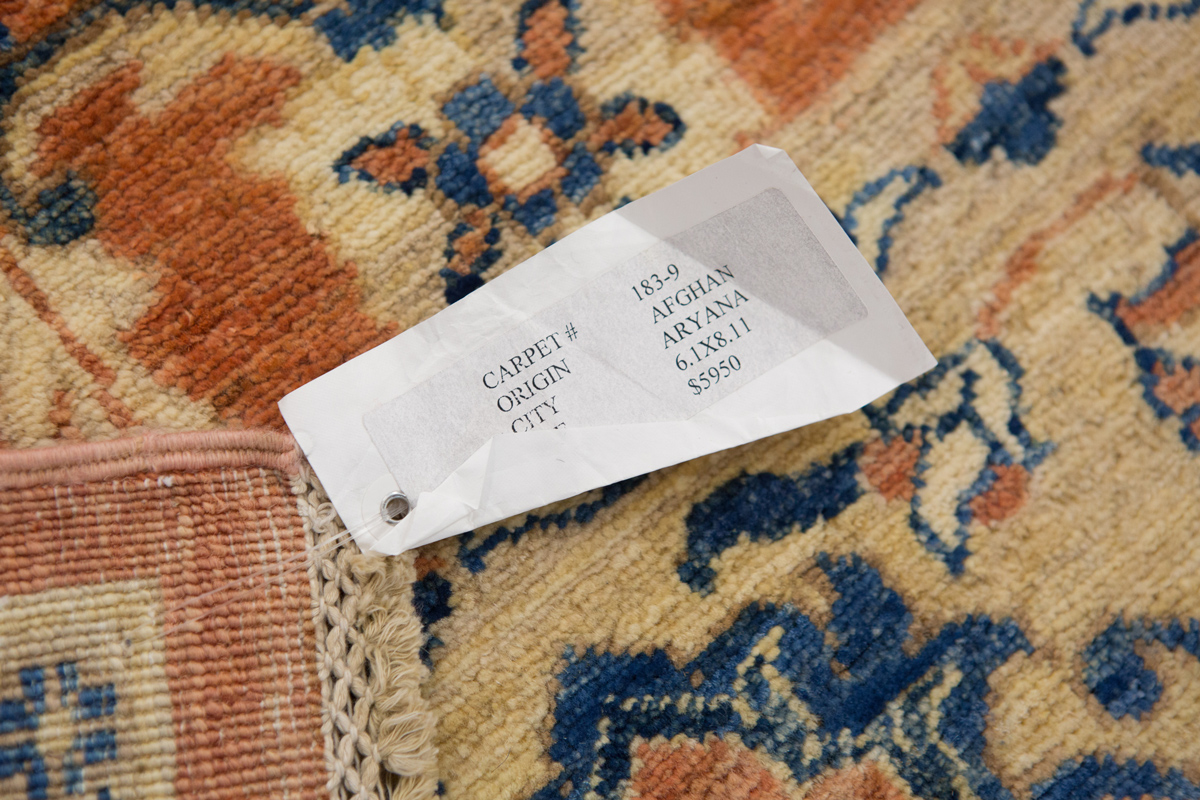 CARPET # 183-9
ORIGIN AFGHAN
CITY ARYANA
6.1X8.11
$5950